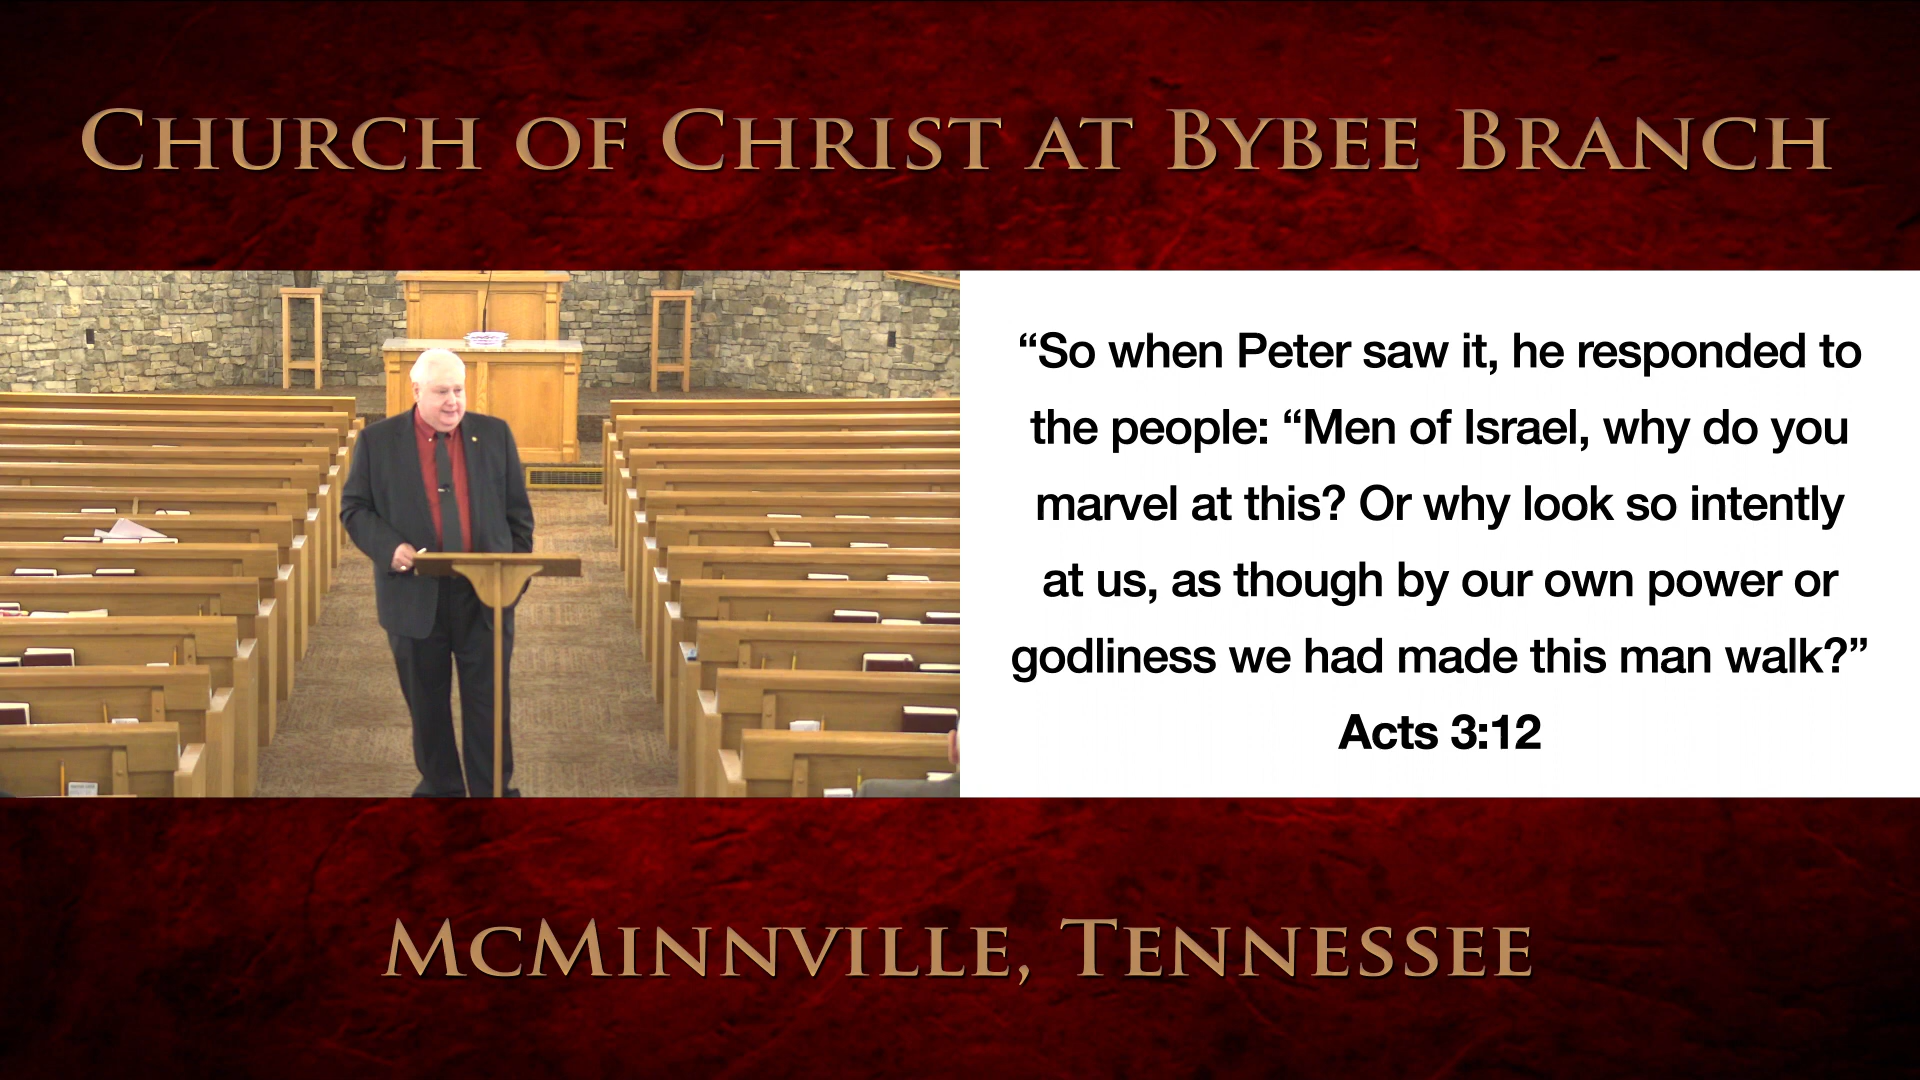 Church of Christ at Bybee Branch
“So when Peter saw it, he responded to
the people: “Men of Israel, why do you
marvel at this? Or why look so intently
at us, as though by our own power or
godliness we had made this man walk?”
Acts 3:12
McMinnville, Tennessee